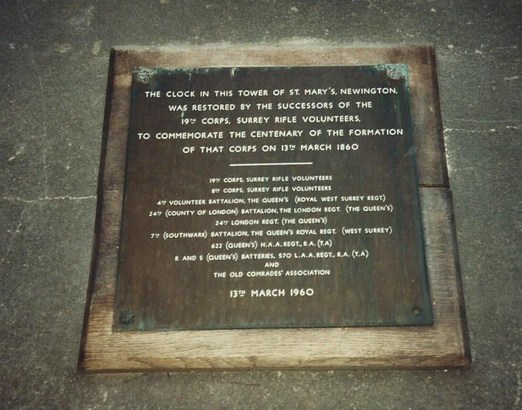 THE CLOCK IN THIS TOWER OF ST. MARY'S, NEWINGTON,
WAS RESTORED BY THE SUCCESSORS OF THE
19TH CORPS, SURREY RIFLE VOLUNTEERS,
TO COMMEMORATE THE CENTENARY OF THE FORMATION
OF THAT CORPS ON 13TH MARCH 1860
19TH CORPS, SURREY RIFLE VOLUNTEERS
8TH CORPS, SURREY RIFLE VOLUNTEERS
4TH VOLUNTEER BATTALION, THE QUEEN'S (ROYAL WEST SURREY REGT)
24TH (COUNTY OF LONDON) BATTALION, THE LONDON REGT. (THE QUEEN'S)
24TH LONDON REGT. (THE QUEEN'S)
7TH (SOUTHWARK) BATTALION, THE QUEEN'S ROYAL REGT. (WEST SURREY)
622 (QUEEN'S) H.A.A. REGT., R.A. (T.A)
R AND S (QUEEN'S) BATTERIES, 570 L.A.A. REGT., R.A. (T.A)
AND
THE OLD COMRADES' ASSOCIATION
13TH MARCH 1960